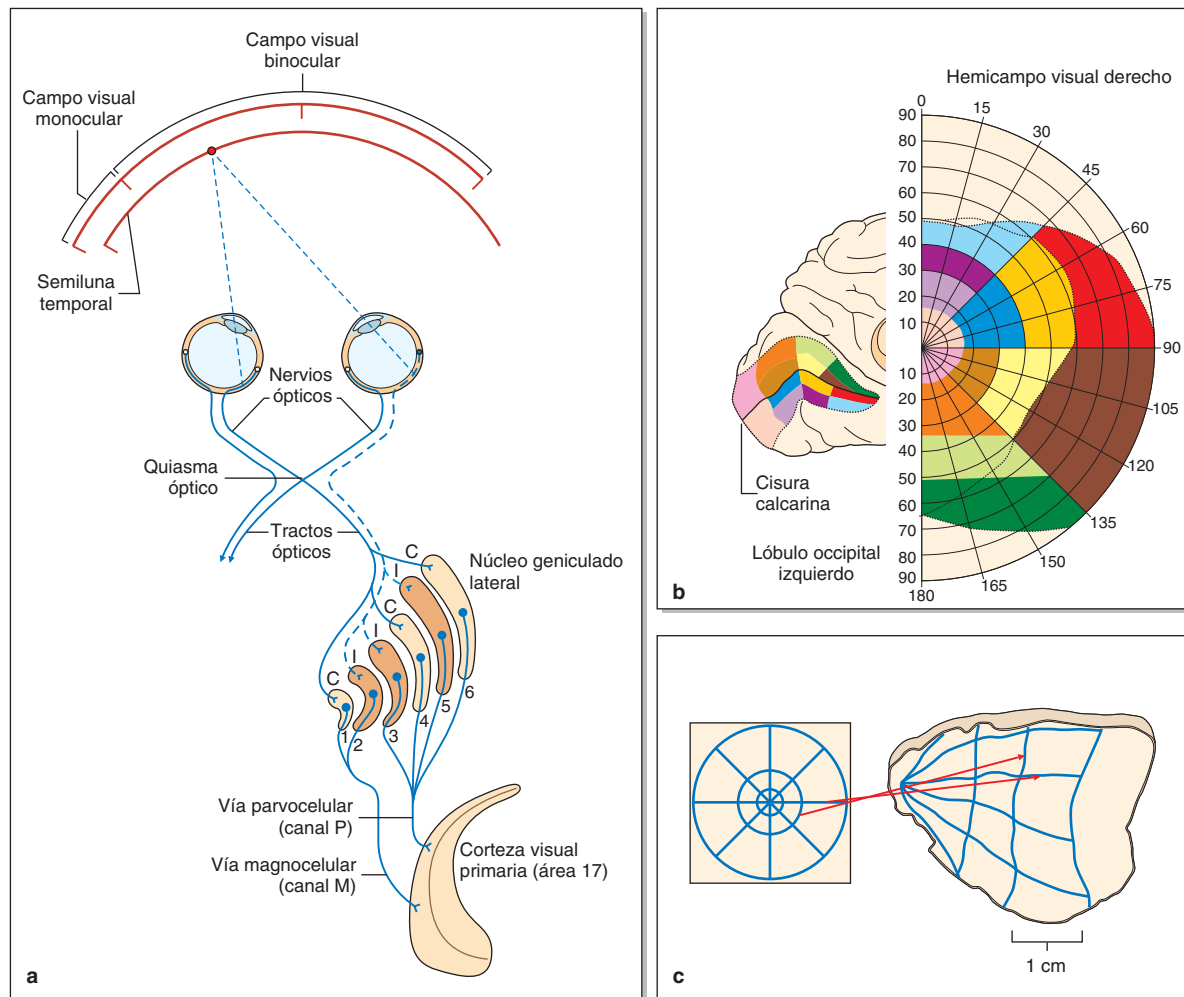 Campo visual
binocular
Campo visual
monocular
Semiluna
temporal
Nervios
ópticos
Quiasma
óptico
Tractos
ópticos
Núcleo geniculado
lateral
C
I
C
I
C
1
2
3
4
5
6
Vía parvocelular
(canal P)
Vía magnocelular
(canal M)
Corteza visual
primaria (área 17)
a
Hemicampo visual derecho
0
15
30
45
60
75
90
105
120
135
150
165
180
90
80
70
60
50
40
30
20
10
10
20
30
40
50
60
70
80
90
Cisura
calcarina
Lóbulo occipital
izquierdo
b
1 cm
c